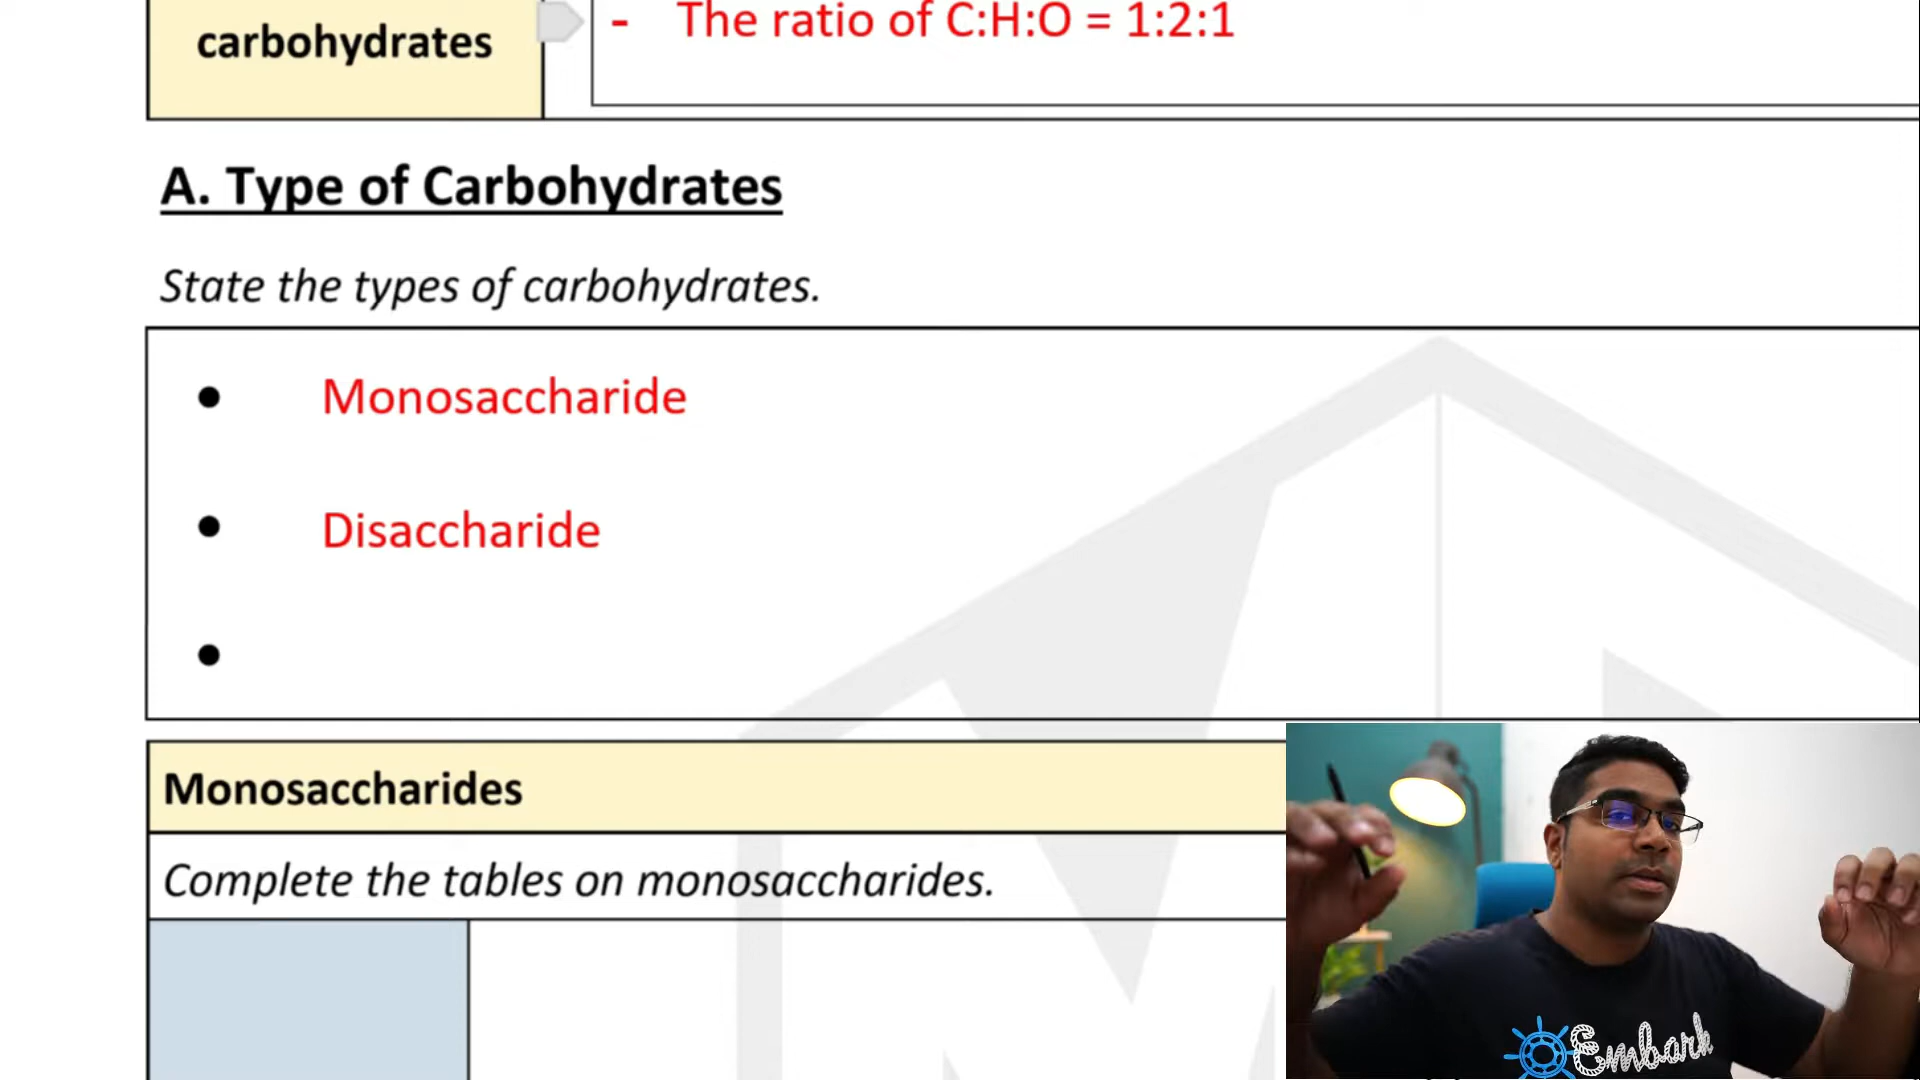 carbohydrates
- The ratio of C:H:O = 1:2:1
A. Type of Carbohydrates
State the types of carbohydrates.
● Monosaccharide
● Disaccharide
●
Monosaccharides
Complete the tables on monosaccharides.
Embark